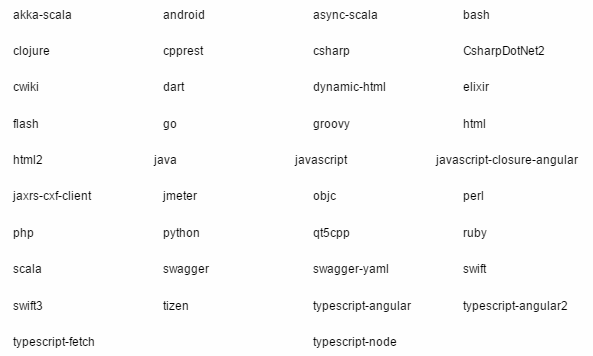 akka-scala android async-scala bash
clojure cpprest csharp CsharpDotNet2
cwiki dart dynamic-html elixir
flash go groovy html
html2 java javascript javascript-closure-angular
jaxrs-cxf-client jmeter objc perl
php python qt5cpp ruby
scala swagger swagger-yaml swift
swift3 tizen typescript-angular typescript-angular2
typescript-fetch typescript-node